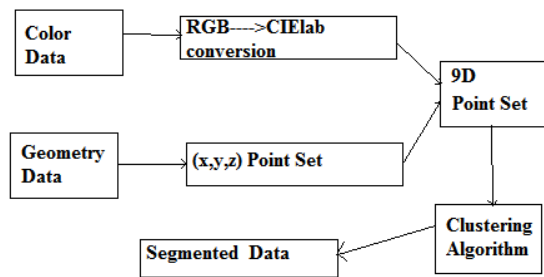 Color
Data
RGB---->CIElab
conversion
9D
Point Set
Geometry
Data
(x,y,z) Point Set
Clustering
Algorithm
Segmented Data